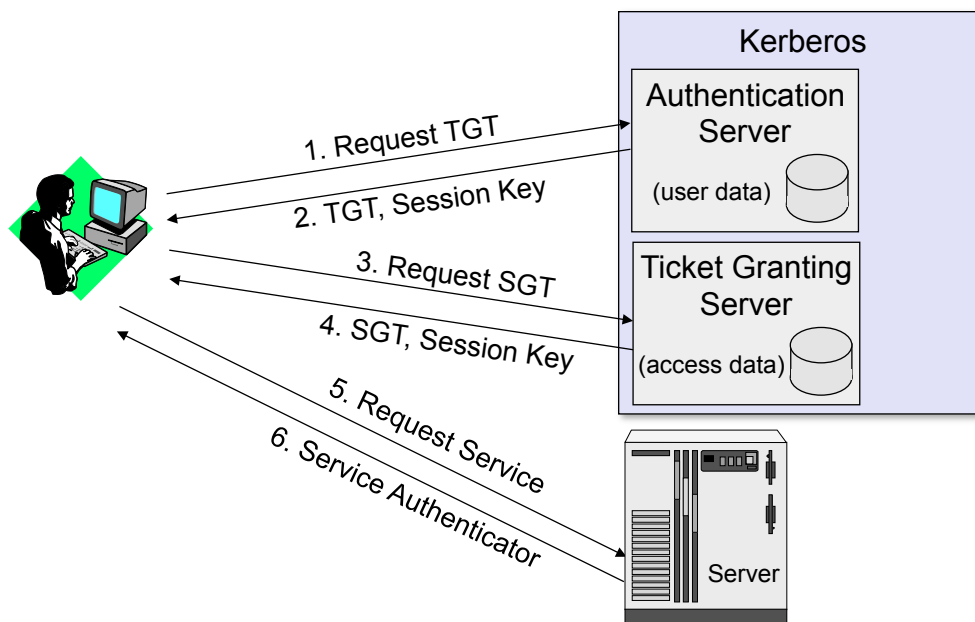 Kerberos
Authentication
Server
(user data)
1. Request TGT
2. TGT, Session Key
3. Request SGT
4. SGT, Session Key
Ticket Granting
Server
(access data)
5. Request Service
6. Service Authenticator
Server